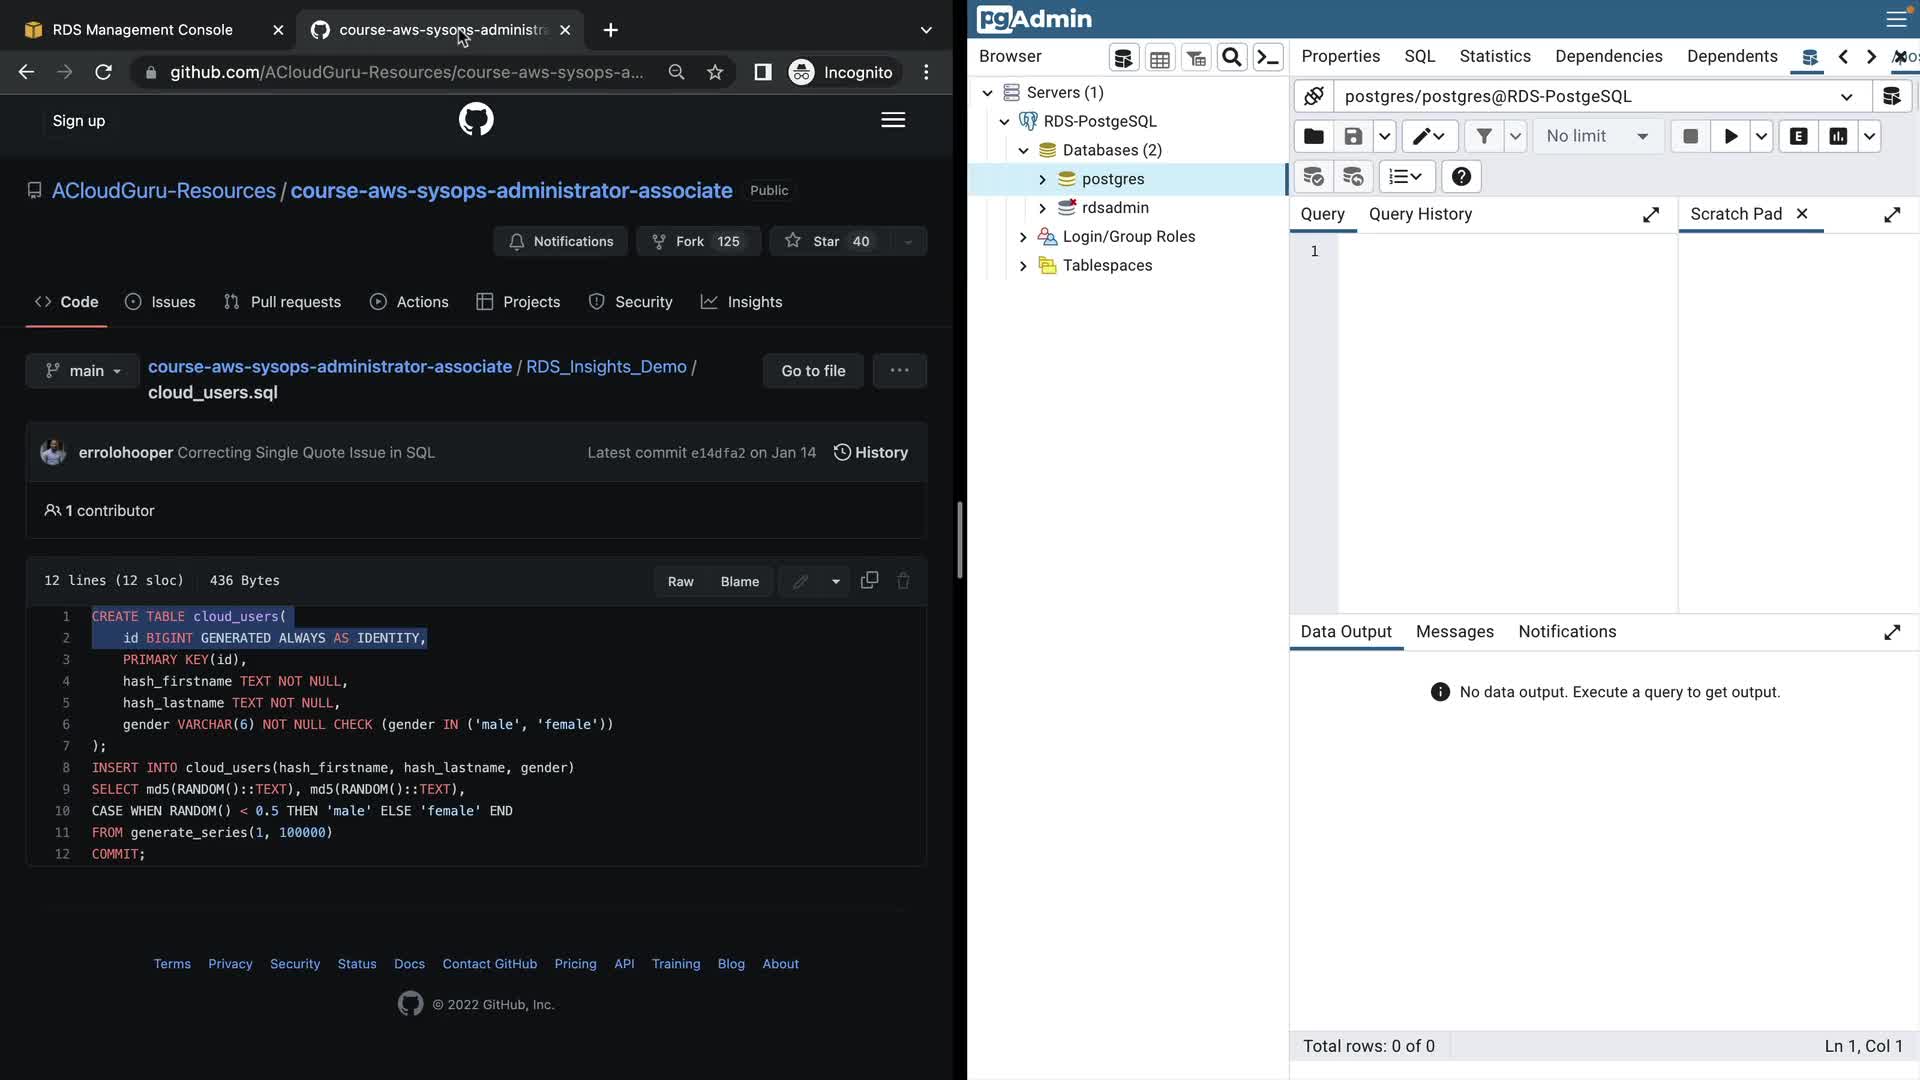 RDS Management Console
course-aws-sysops-administra
github.com/ACloudGuru-Resources/course-aws-sysops-a...
Incognito
Sign up
ACloudGuru-Resources / course-aws-sysops-administrator-associate Public
Notifications
Fork 125
Star 40
Code
Issues
Pull requests
Actions
Projects
Security
Insights
main
course-aws-sysops-administrator-associate / RDS_Insights_Demo /
cloud_users.sql
Go to file
...
errolohooper Correcting Single Quote Issue in SQL
Latest commit e14dfa2 on Jan 14
History
1 contributor
12 lines (12 sloc) 436 Bytes
Raw
Blame
1 CREATE TABLE cloud_users(
2 id BIGINT GENERATED ALWAYS AS IDENTITY,
3 PRIMARY KEY(id),
4 hash_firstname TEXT NOT NULL,
5 hash_lastname TEXT NOT NULL,
6 gender VARCHAR(6) NOT NULL CHECK (gender IN ('male', 'female'))
7 );
8 INSERT INTO cloud_users(hash_firstname, hash_lastname, gender)
9 SELECT md5(RANDOM()::TEXT), md5(RANDOM()::TEXT),
10 CASE WHEN RANDOM() < 0.5 THEN 'male' ELSE 'female' END
11 FROM generate_series(1, 100000)
12 COMMIT;
Terms Privacy Security Status Docs Contact GitHub Pricing API Training Blog About
© 2022 GitHub, Inc.
pgAdmin
Browser
Properties
SQL
Statistics
Dependencies
Dependents
Servers (1)
RDS-PostgeSQL
Databases (2)
postgres
rdsadmin
Login/Group Roles
Tablespaces
postgres/postgres@RDS-PostgeSQL
No limit
E
Query
Query History
Scratch Pad
1
Data Output
Messages
Notifications
No data output. Execute a query to get output.
Total rows: 0 of 0
Ln 1, Col 1